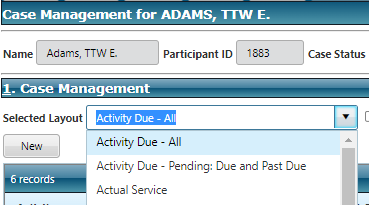 Case Management for ADAMS, TTW E.
Name Adams, TTW E. Participant ID 1883 Case Status
1. Case Management
Selected Layout Activity Due - All
Activity Due - All
New
Activity Due - Pending: Due and Past Due
6 records
Actual Service